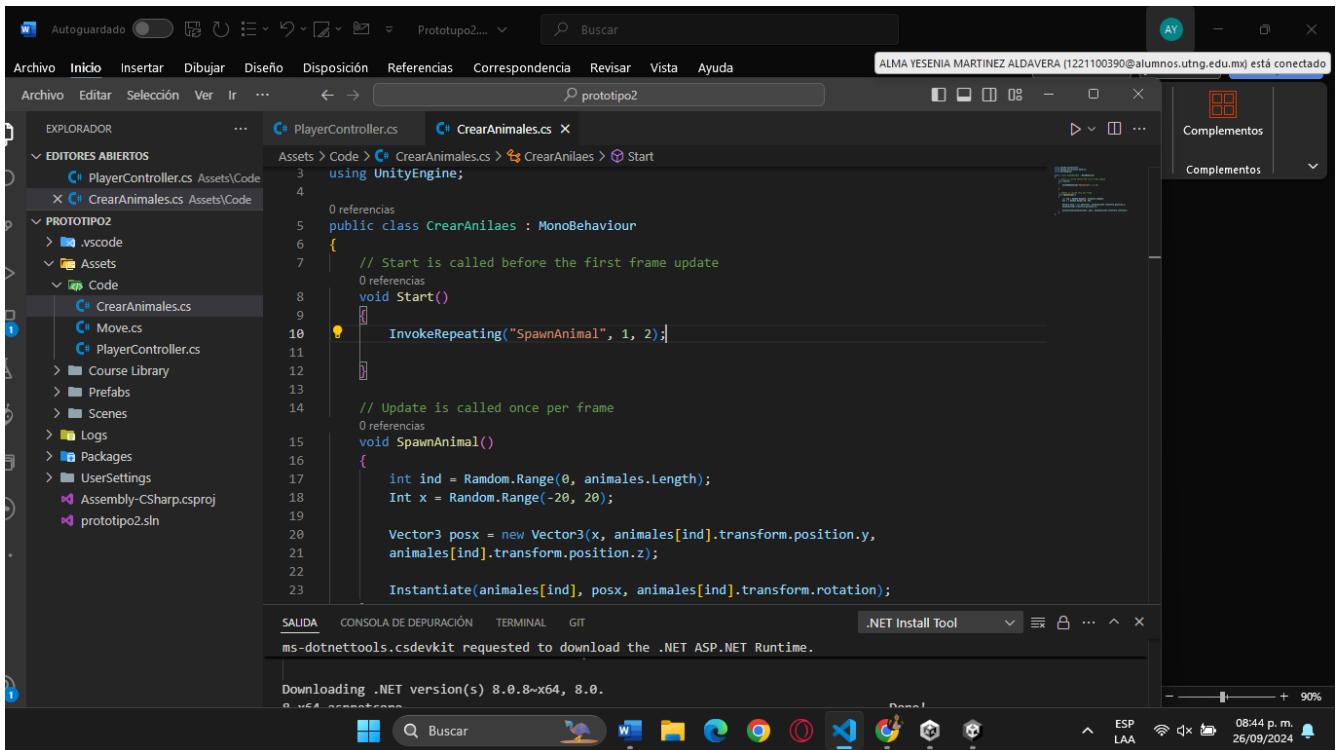 Autoguardado
Prototupo2....
Buscar
AY
Archivo Inicio Insertar Dibujar Diseño Disposición Referencias Correspondencia Revisar Vista Ayuda
ALMA YESENIA MARTINEZ ALDAVERA (1221100390@alumnos.utng.edu.mx) está conectado
Archivo Editar Selección Ver Ir ...
prototipo2
Complementos
Complementos
EXPLORADOR
EDITORES ABIERTOS
PlayerController.cs Assets\Code
CrearAnimales.cs Assets\Code
PROTOTIPO2
.vscode
Assets
Code
CrearAnimales.cs
Move.cs
PlayerController.cs
Course Library
Prefabs
Scenes
Logs
Packages
UserSettings
Assembly-CSharp.csproj
prototipo2.sln
PlayerController.cs CrearAnimales.cs
Assets > Code > CrearAnimales.cs > CrearAnilaes > Start
3 using UnityEngine;
4
0 referencias
5 public class CrearAnilaes : MonoBehaviour
6 {
7 // Start is called before the first frame update
0 referencias
8 void Start()
9 {
10 InvokeRepeating("SpawnAnimal", 1, 2);
11
12 }
13
14 // Update is called once per frame
0 referencias
15 void SpawnAnimal()
16 {
17 int ind = Ramdom.Range(0, animales.Length);
18 Int x = Random.Range(-20, 20);
19
20 Vector3 posx = new Vector3(x, animales[ind].transform.position.y,
21 animales[ind].transform.position.z);
22
23 Instantiate(animales[ind], posx, animales[ind].transform.rotation);
SALIDA CONSOLA DE DEPURACIÓN TERMINAL GIT
.NET Install Tool
ms-dotnettools.csdevkit requested to download the .NET ASP.NET Runtime.
Downloading .NET version(s) 8.0.8~x64, 8.0.
90%
Buscar
ESP
LAA
08:44 p. m.
26/09/2024